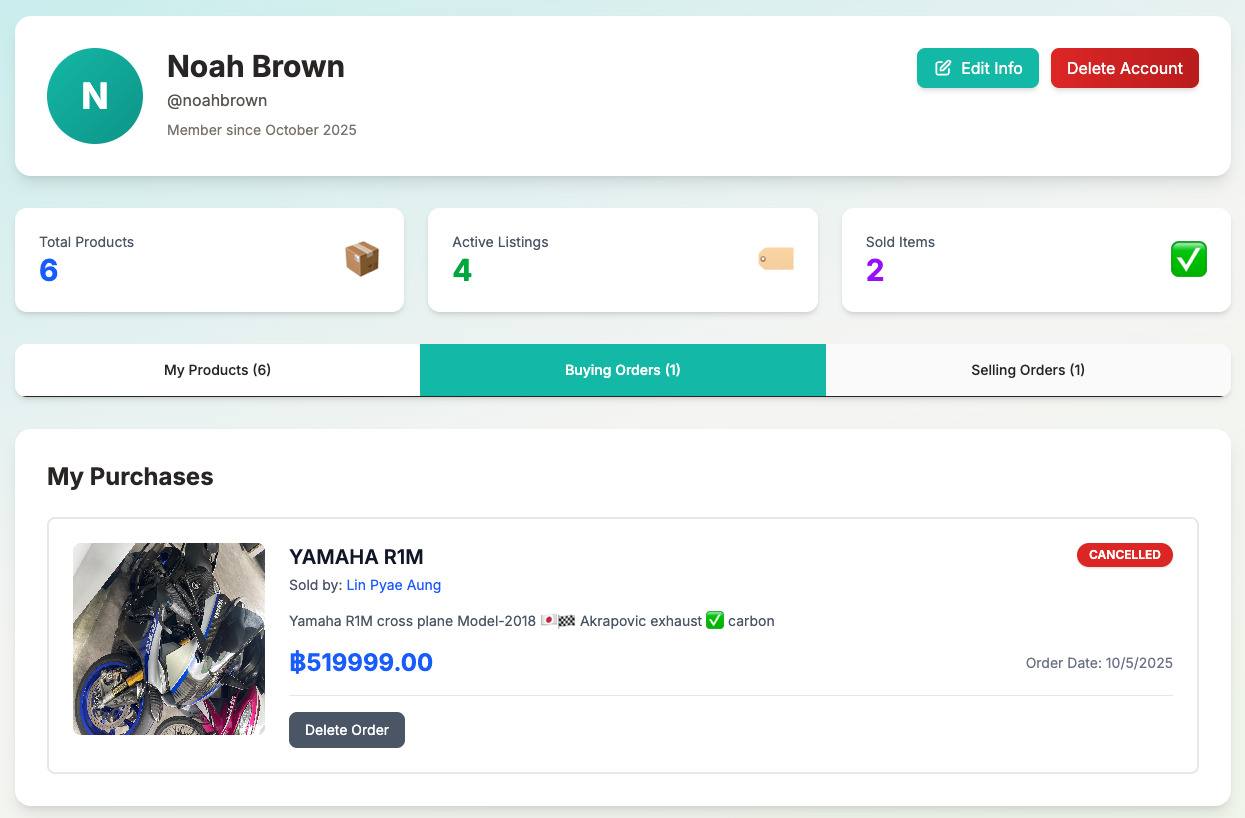 N
Noah Brown
@noahbrown
Member since October 2025
Edit Info
Delete Account
Total Products
6
Active Listings
4
Sold Items
2
My Products (6)
Buying Orders (1)
Selling Orders (1)
My Purchases
YAMAHA R1M
CANCELLED
Sold by: Lin Pyae Aung
Yamaha R1M cross plane Model-2018 🇯🇵🏁 Akrapovic exhaust ✅ carbon
฿519999.00
Order Date: 10/5/2025
Delete Order